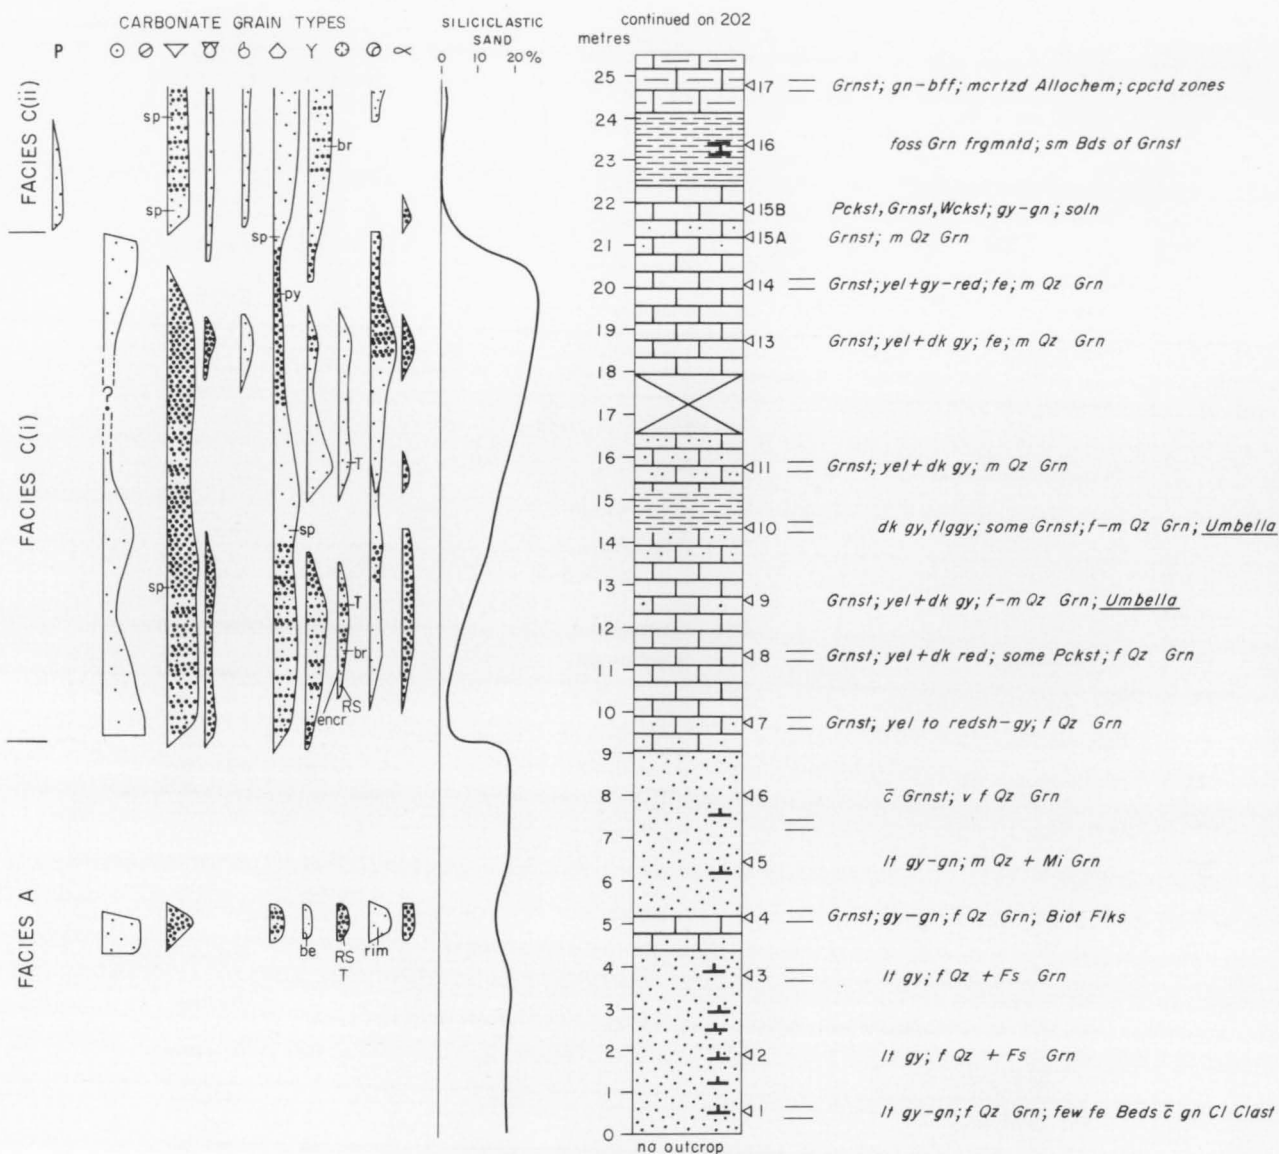 CARBONATE GRAIN TYPES
SILICICLASTIC
SAND
0 10 20%
continued on 202
metres
P
FACIES C(ii)
FACIES C(i)
FACIES A
sp
br
sp
sp
py
?
T
sp
sp
T
br
RS
encr
be
RS
T
rim
25
24
23
22
21
20
19
18
17
16
15
14
13
12
11
10
9
8
7
6
5
4
3
2
1
0
no outcrop
17 Grnst; gn-bff; mcrtzd Allochem; cpctd zones
16 foss Grn frgmntd; sm Bds of Grnst
15B Pckst, Grnst, Wckst; gy-gn; soln
15A Grnst; m Qz Grn
14 Grnst; yel+gy-red; fe; m Qz Grn
13 Grnst; yel+dk gy; fe; m Qz Grn
11 Grnst; yel+dk gy; m Qz Grn
10 dk gy, flggy; some Grnst; f-m Qz Grn; Umbella
9 Grnst; yel+dk gy; f-m Qz Grn; Umbella
8 Grnst; yel+dk red; some Pckst; f Qz Grn
7 Grnst; yel to redsh-gy; f Qz Grn
6 c̄ Grnst; v f Qz Grn
5 lt gy-gn; m Qz + Mi Grn
4 Grnst; gy-gn; f Qz Grn; Biot Flks
3 lt gy; f Qz + Fs Grn
2 lt gy; f Qz + Fs Grn
1 lt gy-gn; f Qz Grn; few fe Beds c̄ gn Cl Clast